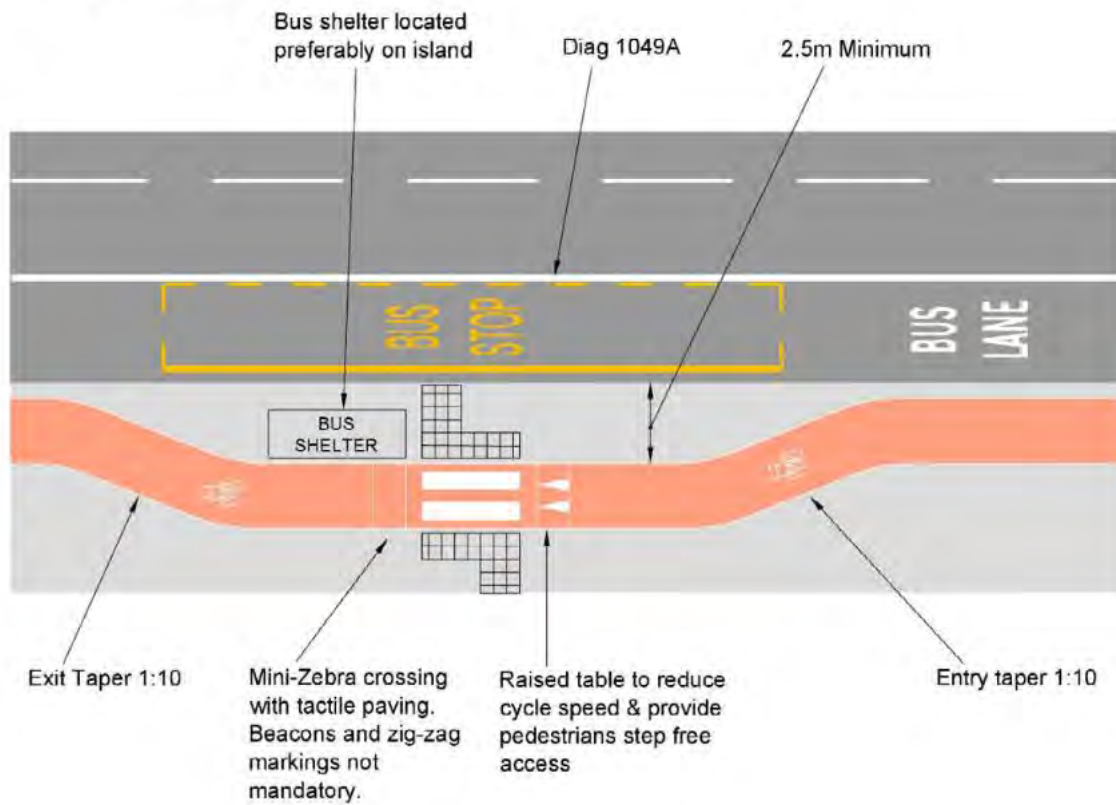 Bus shelter located
preferably on island
Diag 1049A
2.5m Minimum
BUS
STOP
BUS
LANE
BUS
SHELTER
Exit Taper 1:10
Mini-Zebra crossing
with tactile paving.
Beacons and zig-zag
markings not
mandatory.
Raised table to reduce
cycle speed & provide
pedestrians step free
access
Entry taper 1:10